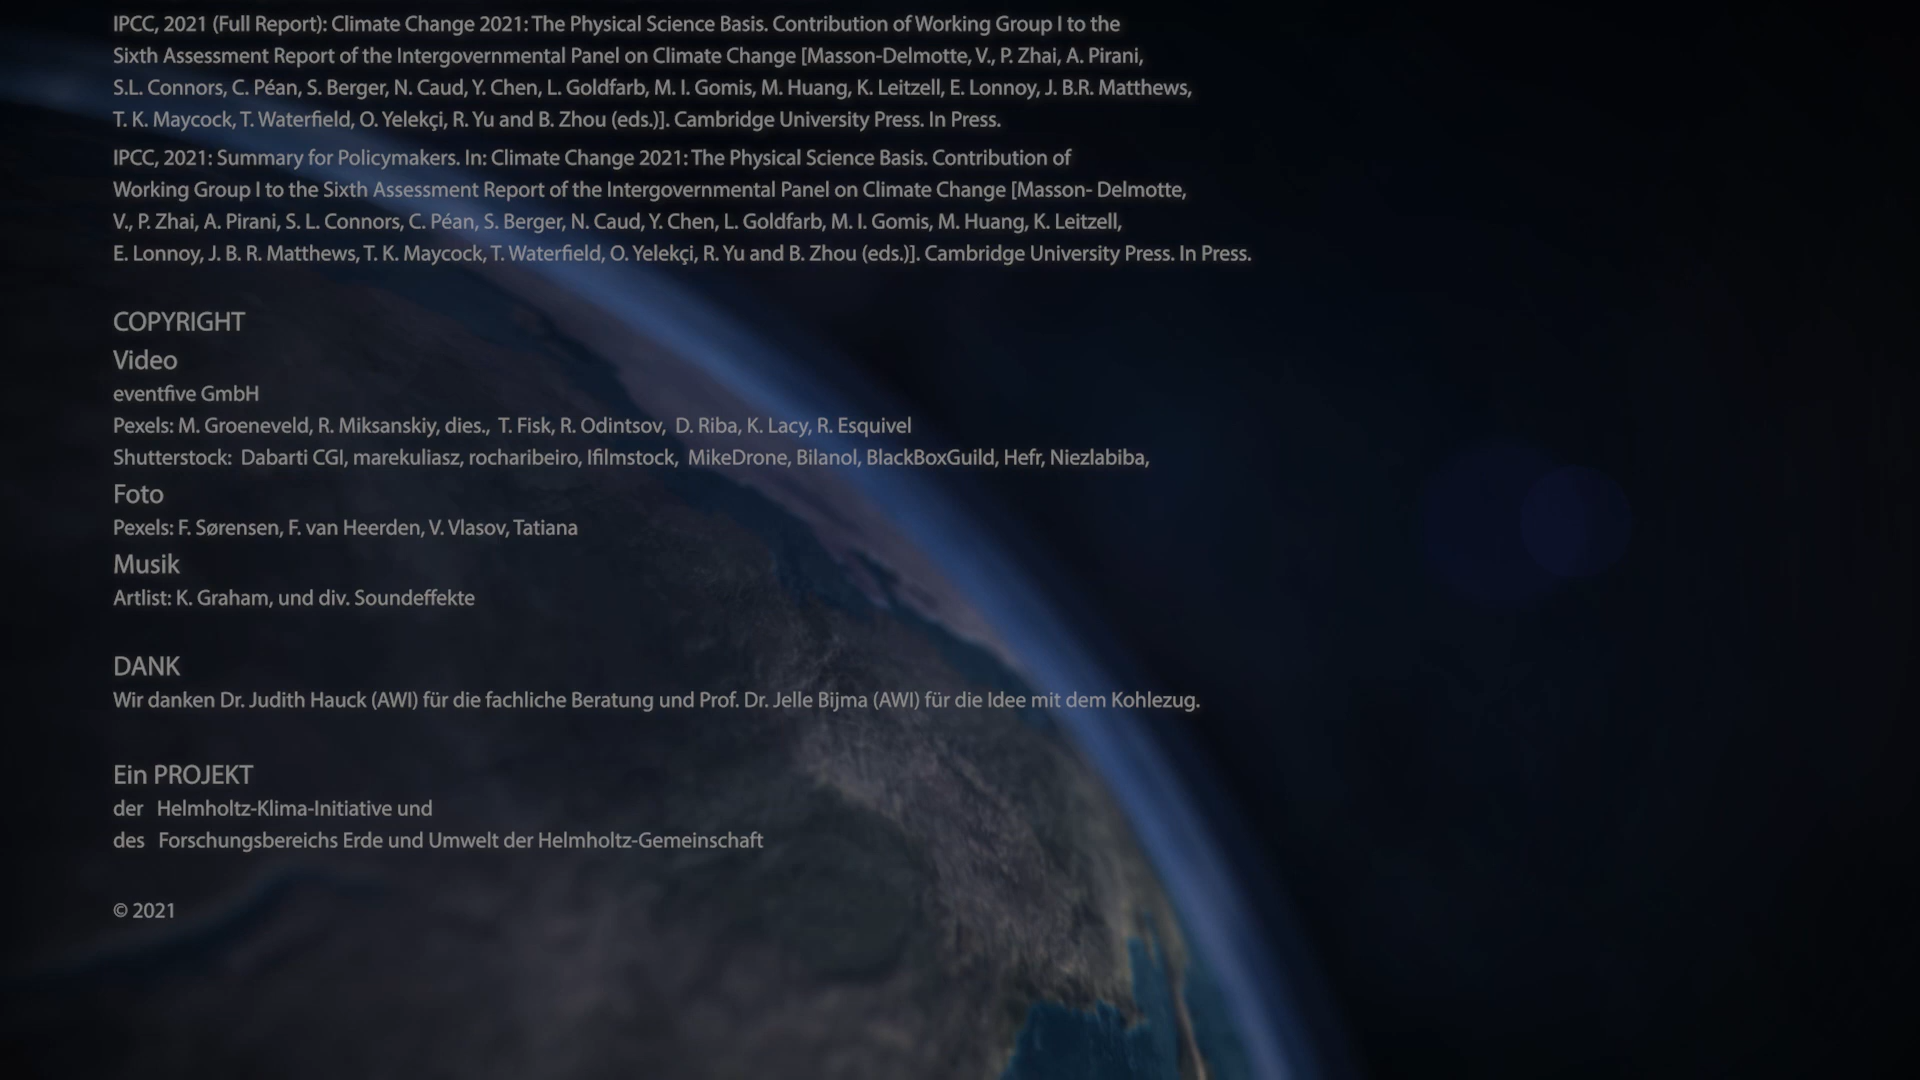 IPCC, 2021 (Full Report): Climate Change 2021: The Physical Science Basis. Contribution of Working Group I to the
Sixth Assessment Report of the Intergovernmental Panel on Climate Change [Masson-Delmotte, V., P. Zhai, A. Pirani,
S.L. Connors, C. Péan, S. Berger, N. Caud, Y. Chen, L. Goldfarb, M. I. Gomis, M. Huang, K. Leitzell, E. Lonnoy, J. B.R. Matthews,
T. K. Maycock, T. Waterfield, O. Yelekçi, R. Yu and B. Zhou (eds.)]. Cambridge University Press. In Press.
IPCC, 2021: Summary for Policymakers. In: Climate Change 2021: The Physical Science Basis. Contribution of
Working Group I to the Sixth Assessment Report of the Intergovernmental Panel on Climate Change [Masson- Delmotte,
V., P. Zhai, A. Pirani, S. L. Connors, C. Péan, S. Berger, N. Caud, Y. Chen, L. Goldfarb, M. I. Gomis, M. Huang, K. Leitzell,
E. Lonnoy, J. B. R. Matthews, T. K. Maycock, T. Waterfield, O. Yelekçi, R. Yu and B. Zhou (eds.)]. Cambridge University Press. In Press.
COPYRIGHT
Video
eventfive GmbH
Pexels: M. Groeneveld, R. Miksanskiy, dies., T. Fisk, R. Odintsov, D. Riba, K. Lacy, R. Esquivel
Shutterstock: Dabarti CGI, marekuliasz, rocharibeiro, Ifilmstock, MikeDrone, Bilanol, BlackBoxGuild, Hefr, Niezlabiba,
Foto
Pexels: F. Sørensen, F. van Heerden, V. Vlasov, Tatiana
Musik
Artlist: K. Graham, und div. Soundeffekte
DANK
Wir danken Dr. Judith Hauck (AWI) für die fachliche Beratung und Prof. Dr. Jelle Bijma (AWI) für die Idee mit dem Kohlezug.
Ein PROJEKT
der Helmholtz-Klima-Initiative und
des Forschungsbereichs Erde und Umwelt der Helmholtz-Gemeinschaft
© 2021